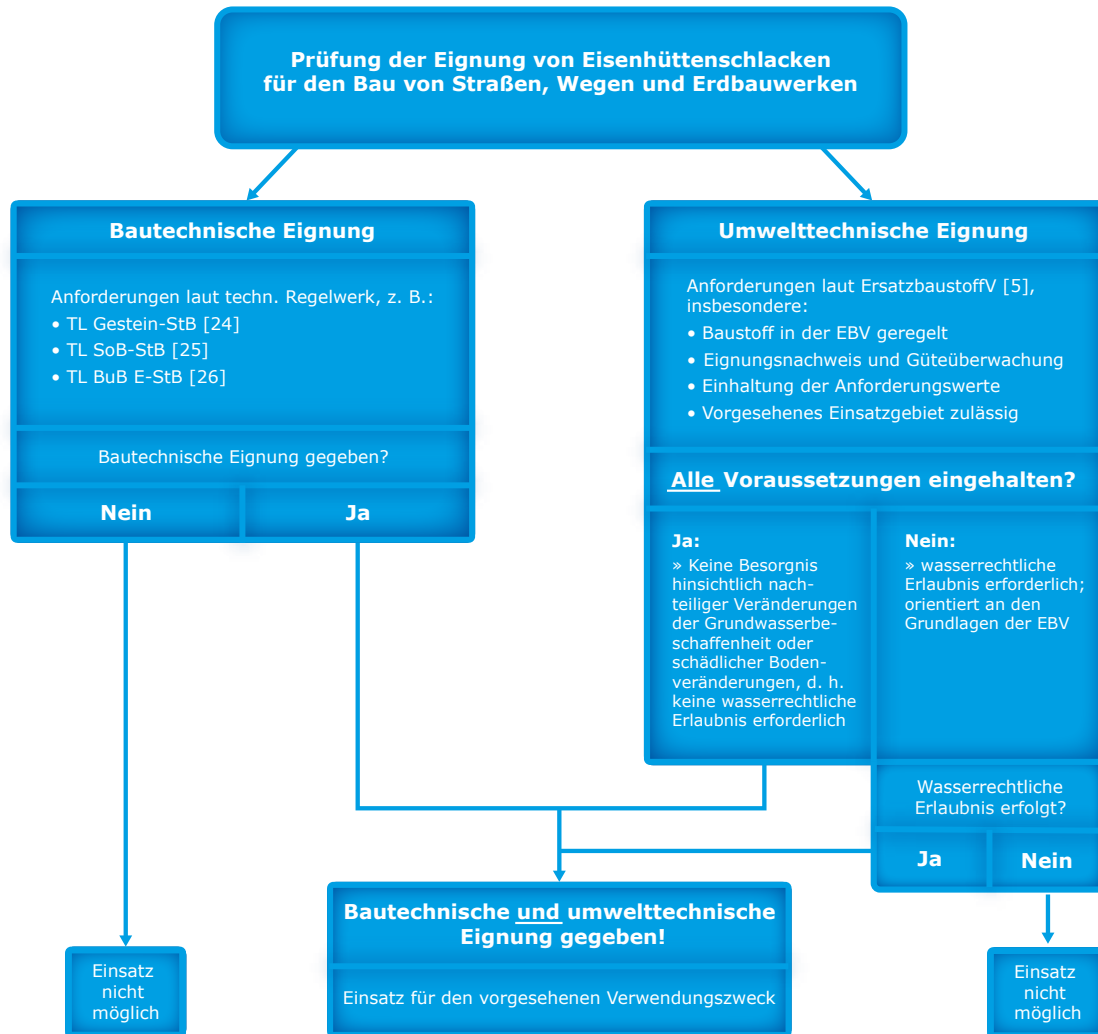 Prüfung der Eignung von Eisenhüttenschlacken
für den Bau von Straßen, Wegen und Erdbauwerken
Bautechnische Eignung
Anforderungen laut techn. Regelwerk, z. B.:
• TL Gestein-StB [24]
• TL SoB-StB [25]
• TL BuB E-StB [26]
Bautechnische Eignung gegeben?
Nein
Ja
Umwelttechnische Eignung
Anforderungen laut ErsatzbaustoffV [5],
insbesondere:
• Baustoff in der EBV geregelt
• Eignungsnachweis und Güteüberwachung
• Einhaltung der Anforderungswerte
• Vorgesehenes Einsatzgebiet zulässig
Alle Voraussetzungen eingehalten?
Ja:
» Keine Besorgnis
hinsichtlich nach-
teiliger Veränderungen
der Grundwasserbe-
schaffenheit oder
schädlicher Boden-
veränderungen, d. h.
keine wasserrechtliche
Erlaubnis erforderlich
Nein:
» wasserrechtliche
Erlaubnis erforderlich;
orientiert an den
Grundlagen der EBV
Wasserrechtliche
Erlaubnis erfolgt?
Ja
Nein
Einsatz
nicht
möglich
Bautechnische und umwelttechnische
Eignung gegeben!
Einsatz für den vorgesehenen Verwendungszweck
Einsatz
nicht
möglich